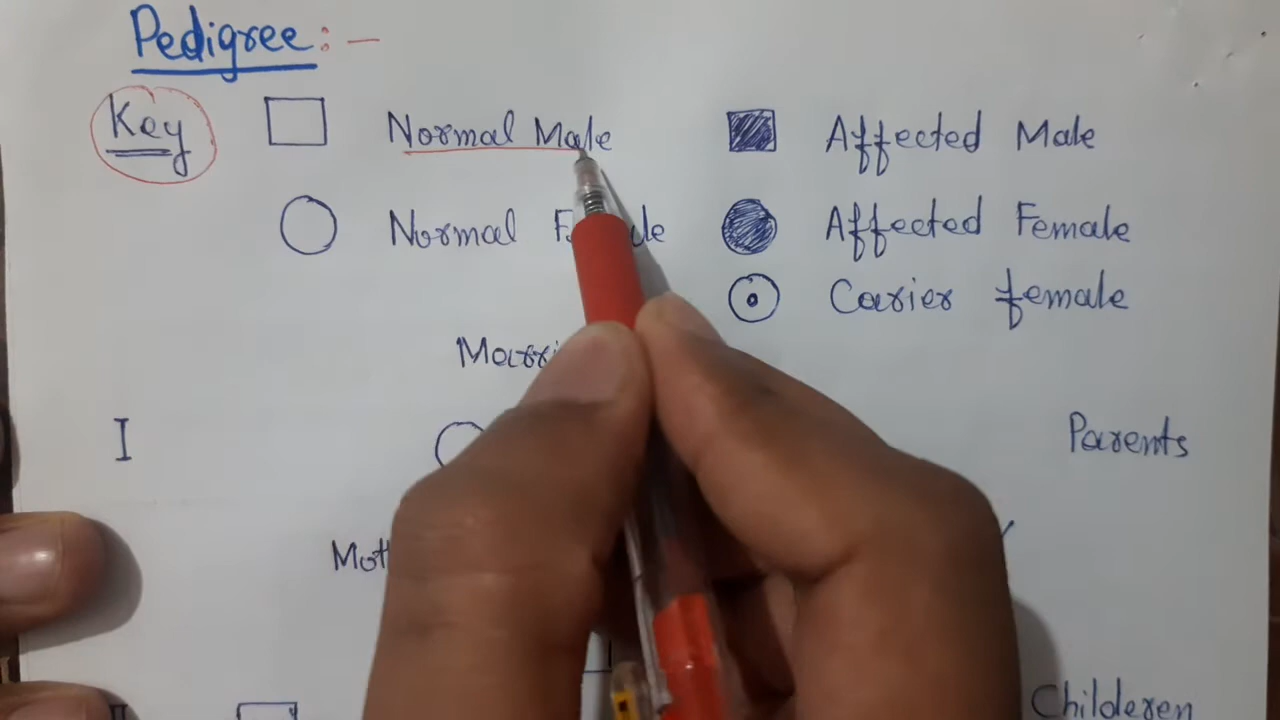 Pedigree:-
Key Normal Male Affected Male
Normal Affected Female
Carier female
I Parents
Childeren